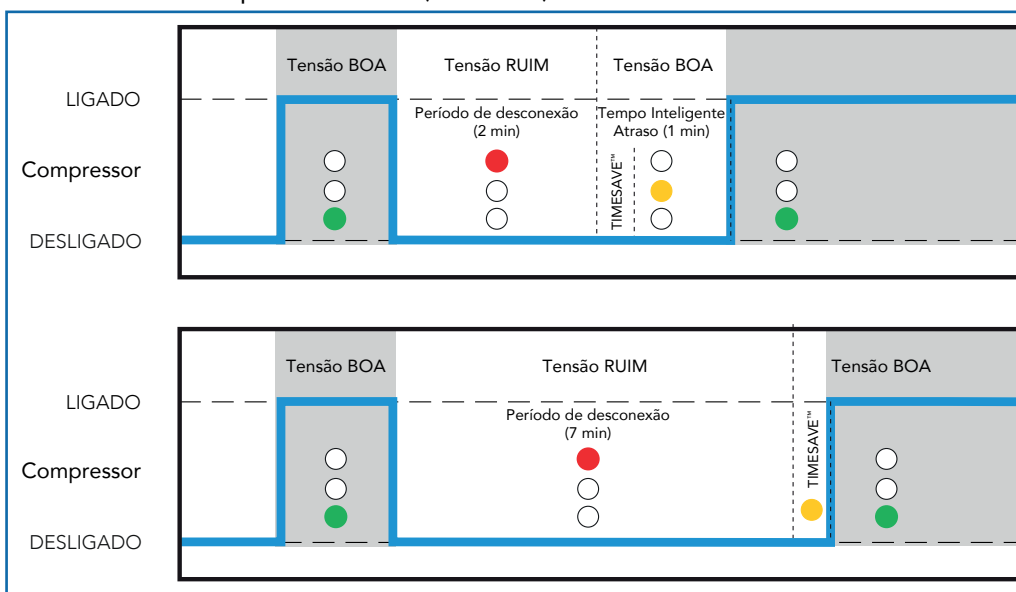 Tensão BOA
Tensão RUIM
Tensão BOA
LIGADO
Período de desconexão
(2 min)
Tempo Inteligente
Atraso (1 min)
Compressor
TIMESAVE™
DESLIGADO
Tensão BOA
Tensão RUIM
Tensão BOA
LIGADO
Período de desconexão
(7 min)
Compressor
TIMESAVE™
DESLIGADO